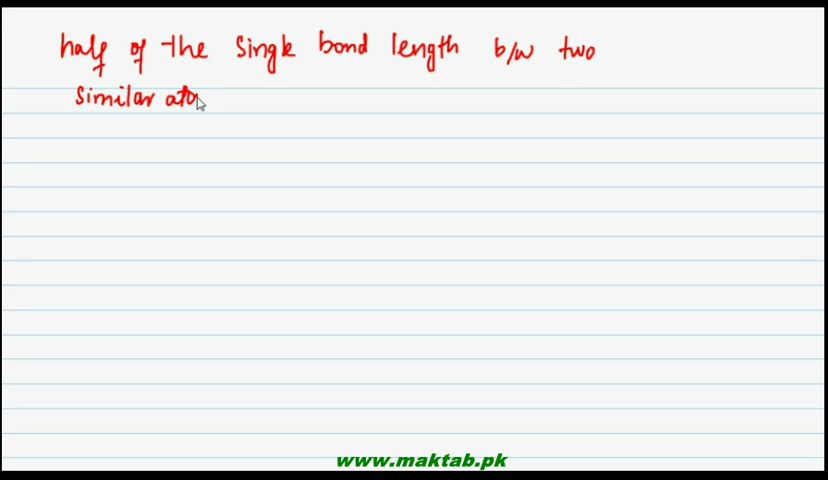 half of the single bond length b/w two
similar ato
www.maktab.pk